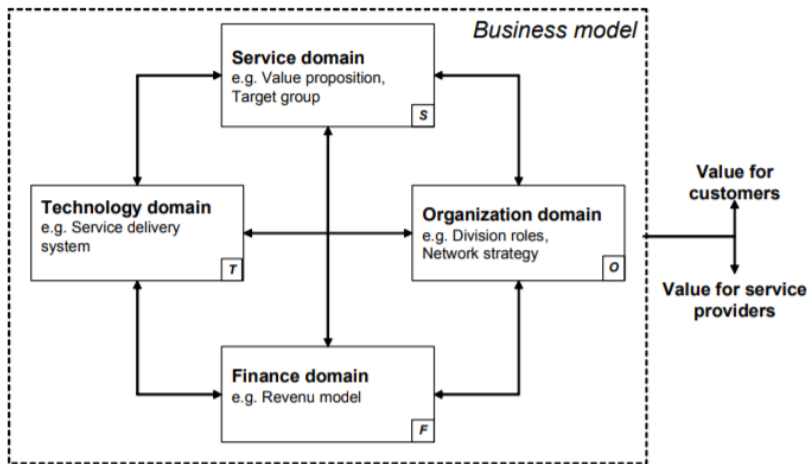 Business model
Service domain
e.g. Value proposition,
Target group
S
Technology domain
e.g. Service delivery
system
T
Organization domain
e.g. Division roles,
Network strategy
O
Finance domain
e.g. Revenu model
F
Value for
customers
Value for service
providers